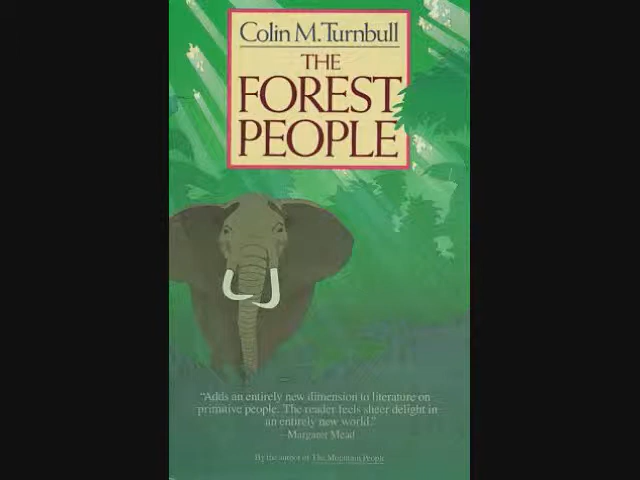 Colin M. Turnbull
THE
FOREST
PEOPLE
“Adds an entirely new dimension to literature on
primitive people. The reader feels sheer delight in
an entirely new world.”
– Margaret Mead
By the author of The Mountain People